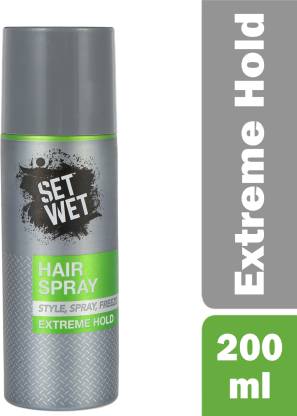 SET
WET
HAIR
SPRAY
STYLE, SPRAY, FREEZE
EXTREME HOLD
Extreme Hold
200
ml